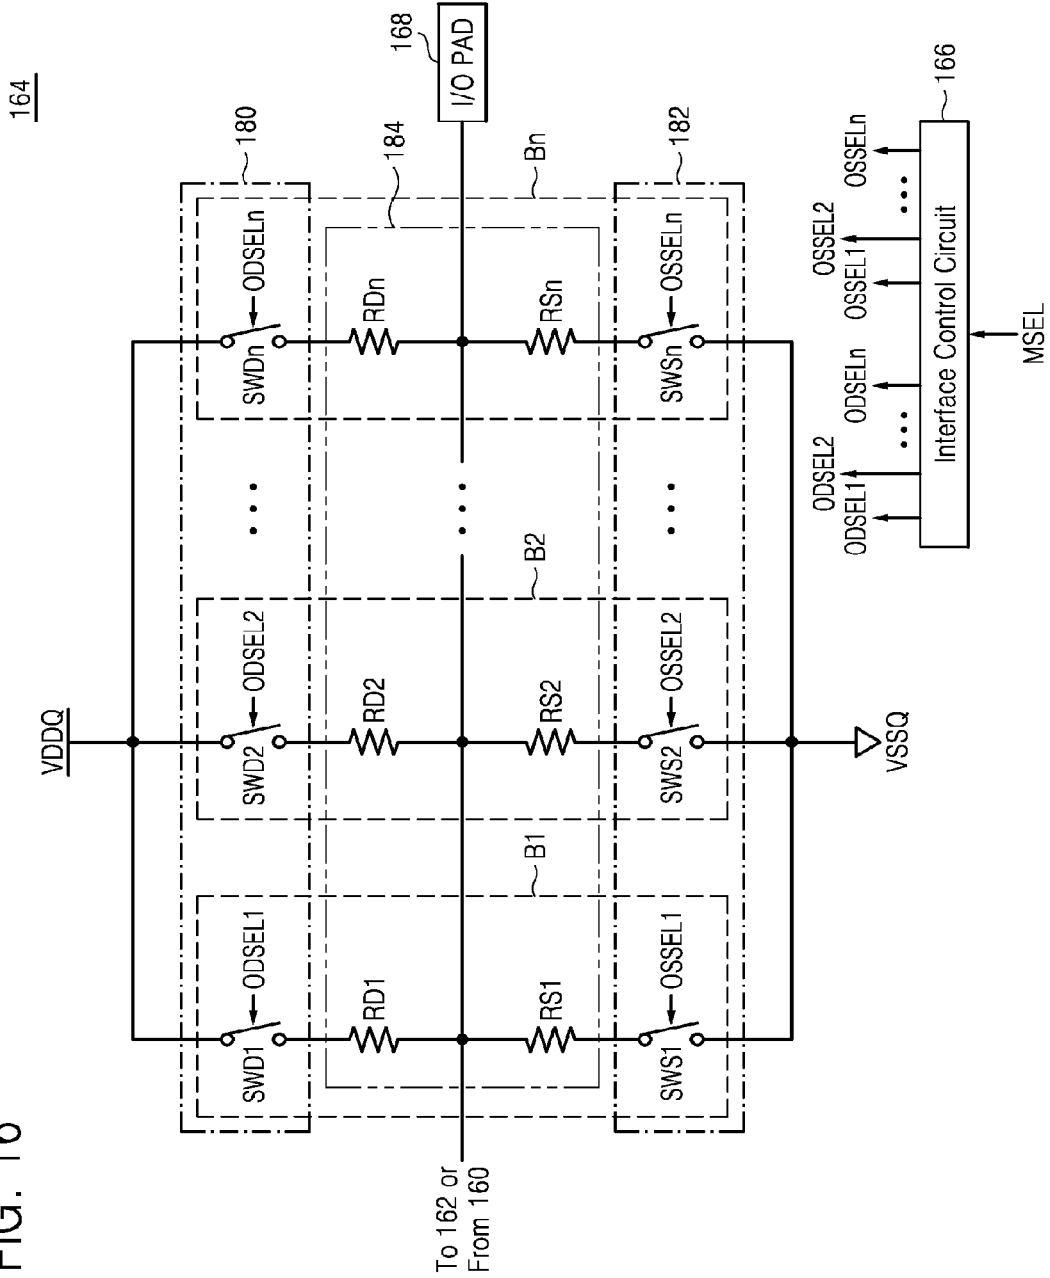 FIG. 16
164
VDDQ
180
SWD1
ODSEL1
SWD2
ODSEL2
SWDn
ODSELn
184
RD1
RD2
RDn
168
I/O PAD
To 162 or
From 160
RS1
RS2
RSn
B1
B2
Bn
SWS1
OSSEL1
SWS2
OSSEL2
SWSn
OSSELn
182
VSSQ
ODSEL1
ODSEL2
ODSELn
OSSEL1
OSSEL2
OSSELn
Interface Control Circuit
166
MSEL